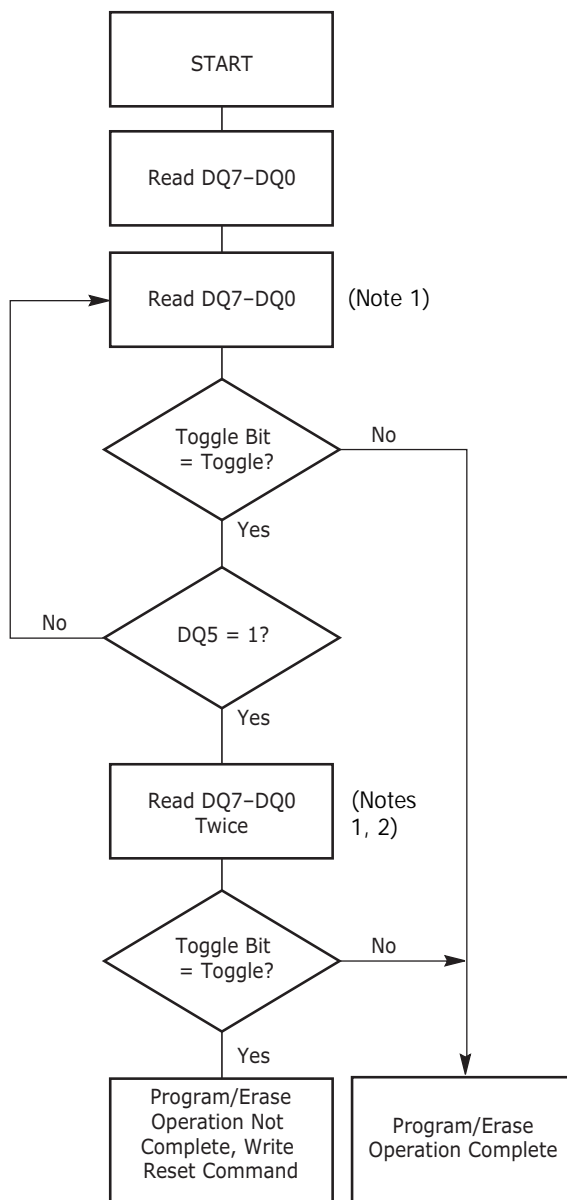 START
Read DQ7–DQ0
Read DQ7–DQ0
(Note 1)
Toggle Bit
= Toggle?
No
Yes
No
DQ5 = 1?
Yes
Read DQ7–DQ0
Twice
(Notes
1, 2)
Toggle Bit
= Toggle?
No
Yes
Program/Erase
Operation Not
Complete, Write
Reset Command
Program/Erase
Operation Complete